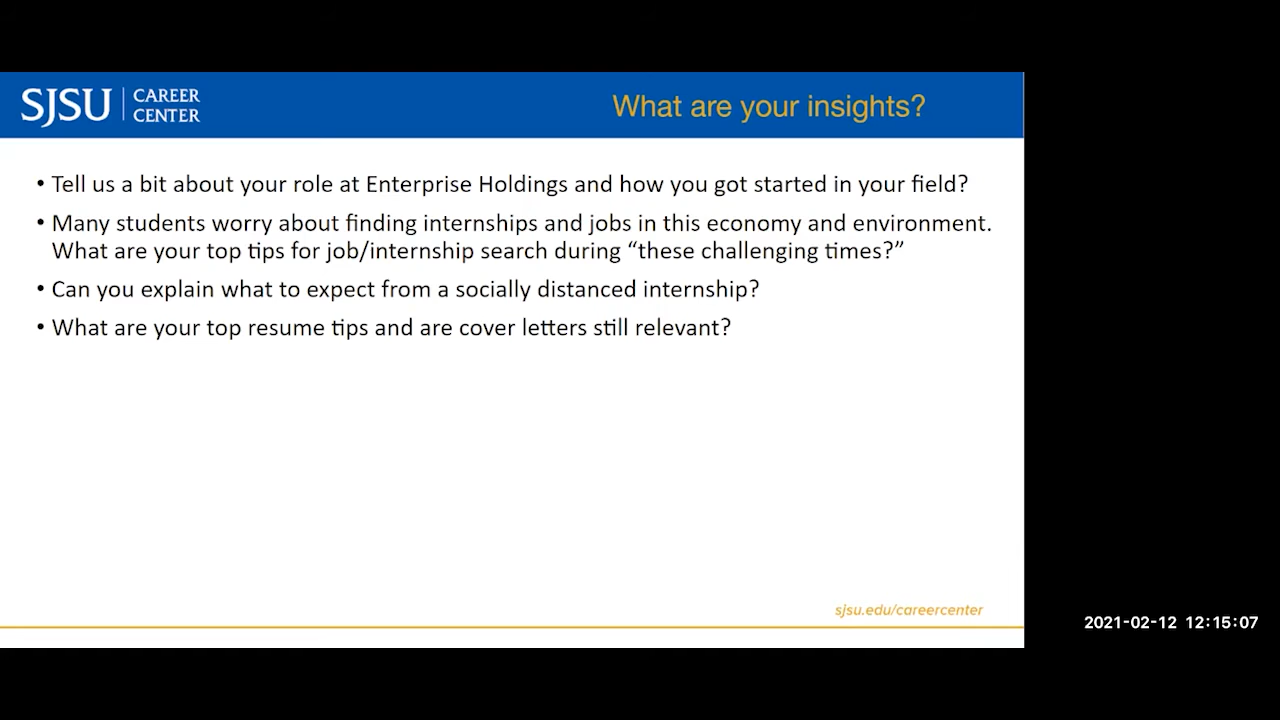 SJSU
CAREER
CENTER
What are your insights?
• Tell us a bit about your role at Enterprise Holdings and how you got started in your field?
• Many students worry about finding internships and jobs in this economy and environment.
What are your top tips for job/internship search during “these challenging times?”
• Can you explain what to expect from a socially distanced internship?
• What are your top resume tips and are cover letters still relevant?
sjsu.edu/careercenter
2021-02-12 12:15:07